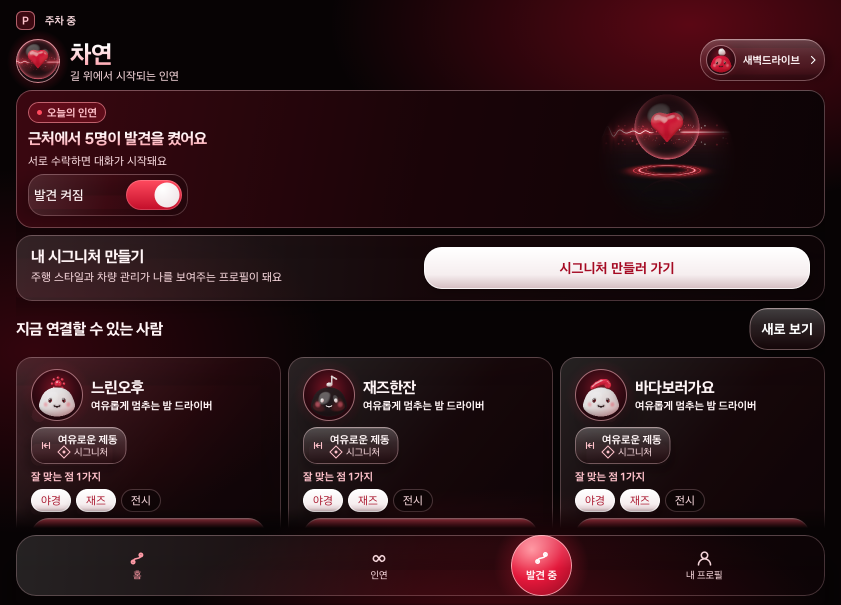 P 주차 중
차연
길 위에서 시작되는 인연
새벽드라이브
오늘의 인연
근처에서 5명이 발견을 켰어요
서로 수락하면 대화가 시작돼요
발견 켜짐
내 시그니처 만들기
주행 스타일과 차량 관리가 나를 보여주는 프로필이 돼요
시그니처 만들러 가기
지금 연결할 수 있는 사람
새로 보기
느린오후
여유롭게 멈추는 밤 드라이버
여유로운 제동
시그니처
잘 맞는 점 1가지
야경 재즈 전시
재즈한잔
여유롭게 멈추는 밤 드라이버
여유로운 제동
시그니처
잘 맞는 점 1가지
야경 재즈 전시
바다보러가요
여유롭게 멈추는 밤 드라이버
여유로운 제동
시그니처
잘 맞는 점 1가지
야경 재즈 전시
홈
인연
발견 중
내 프로필